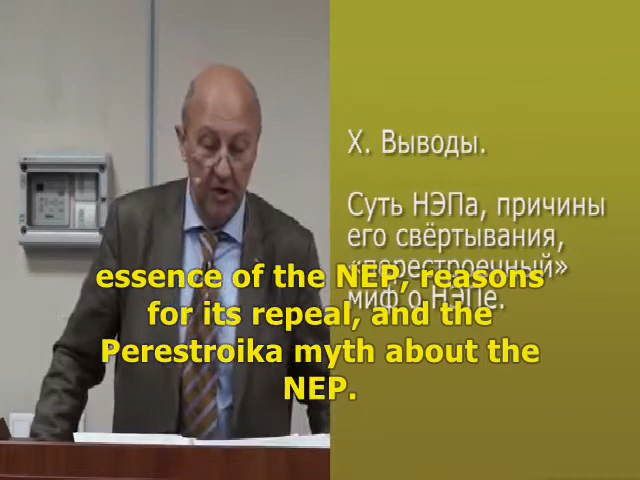 X. Выводы.
Суть НЭПа, причины
его свёртывания,
«перестроечный»
миф о НЭПе.
essence of the NEP, reasons
for its repeal, and the
Perestroika myth about the
NEP.